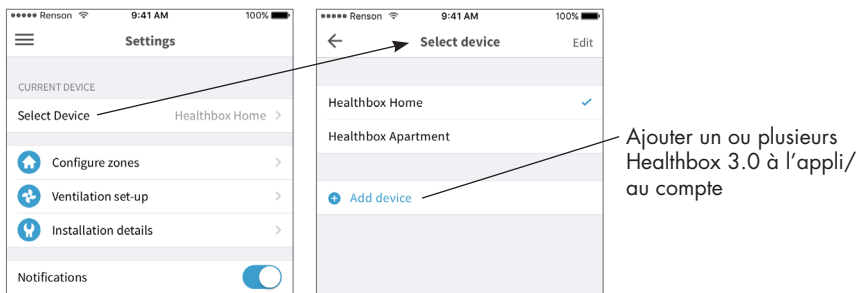 Renson 9:41 AM 100%
Settings
CURRENT DEVICE
Select Device Healthbox Home
Configure zones
Ventilation set-up
Installation details
Notifications
Renson 9:41 AM 100%
Select device Edit
Healthbox Home
Healthbox Apartment
Add device
Ajouter un ou plusieurs
Healthbox 3.0 à l'appli/
au compte